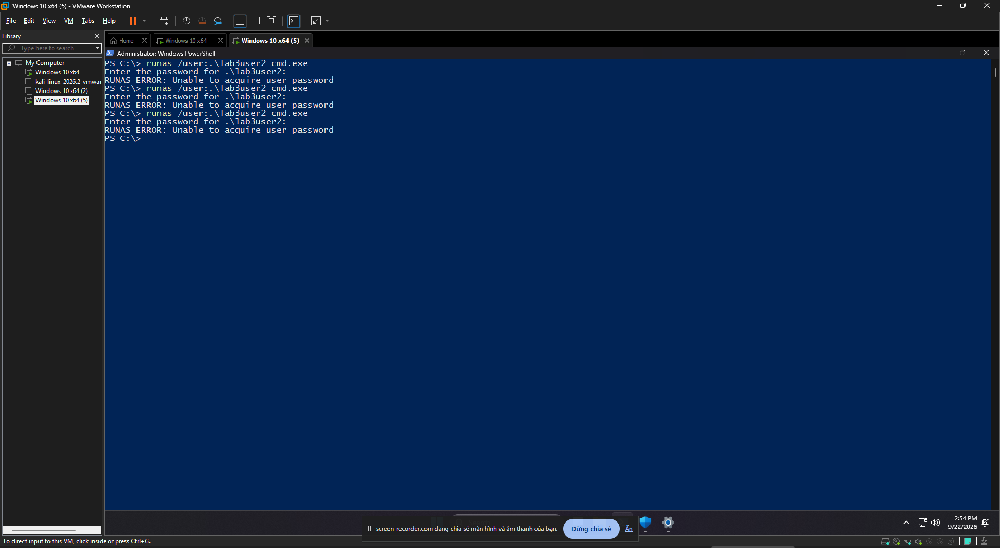 Windows 10 x64 (5) - VMware Workstation
File Edit View VM Tabs Help
Library
Type here to search
My Computer
Windows 10 x64
kali-linux-2026.2-vmwar
Windows 10 x64 (2)
Windows 10 x64 (5)
Home Windows 10 x64 Windows 10 x64 (5)
Administrator: Windows PowerShell
PS C:\> runas /user:.\lab3user2 cmd.exe
Enter the password for .\lab3user2:
RUNAS ERROR: Unable to acquire user password
PS C:\> runas /user:.\lab3user2 cmd.exe
Enter the password for .\lab3user2:
RUNAS ERROR: Unable to acquire user password
PS C:\> runas /user:.\lab3user2 cmd.exe
Enter the password for .\lab3user2:
RUNAS ERROR: Unable to acquire user password
PS C:\>
screen-recorder.com đang chia sẻ màn hình và âm thanh của bạn. Dừng chia sẻ Ẩn
2:54 PM
9/22/2026
To direct input to this VM, click inside or press Ctrl+G.